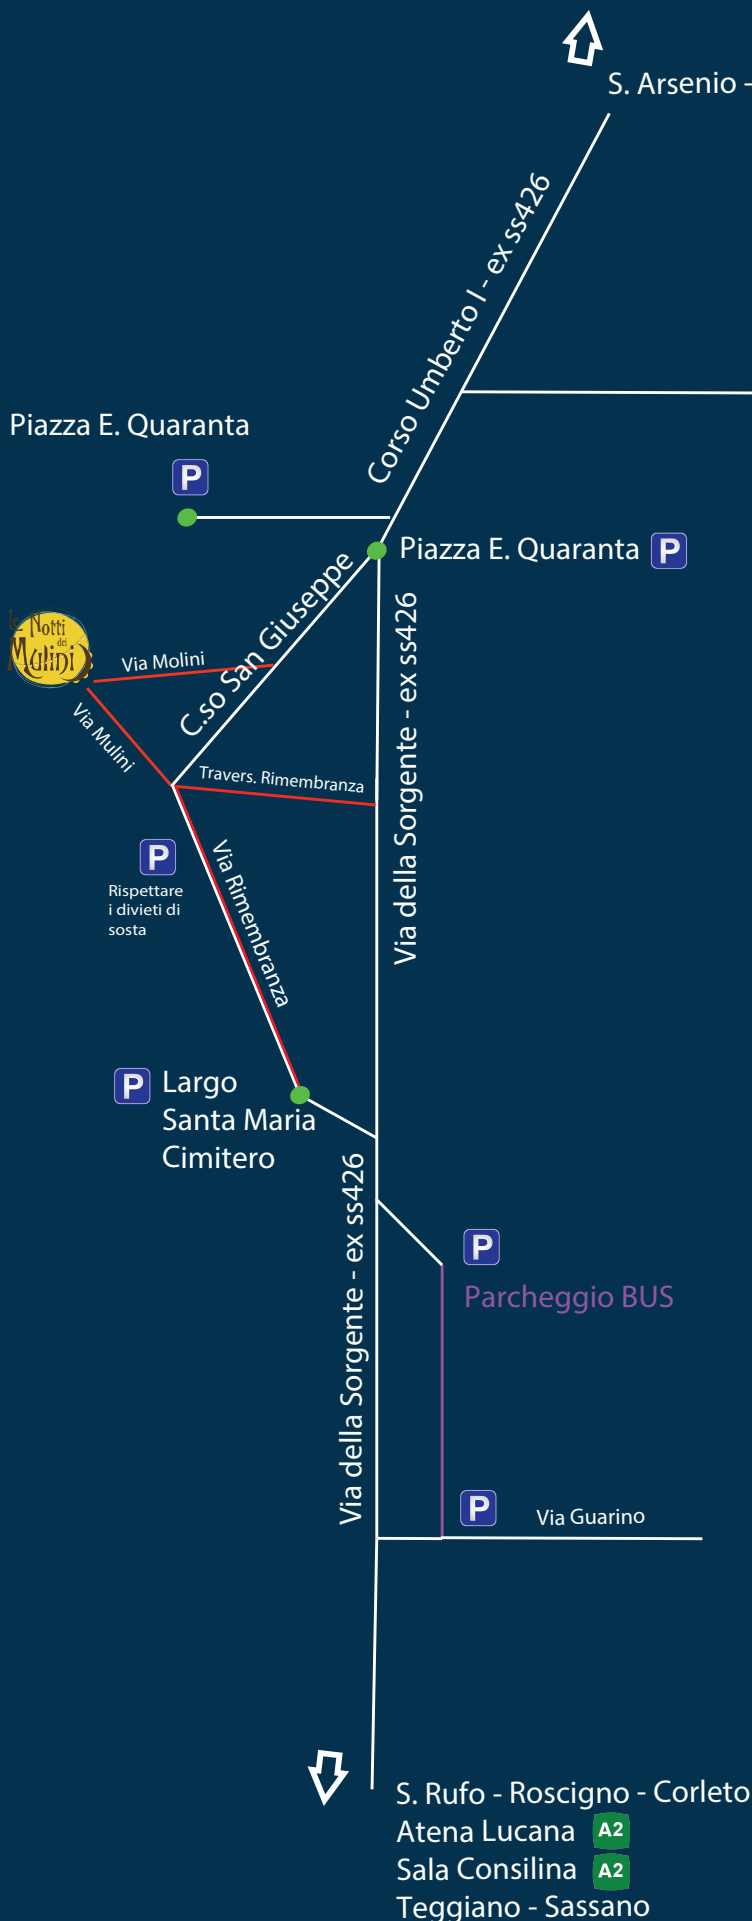 S. Arsenio -
Corso Umberto I - ex ss426
Piazza E. Quaranta
P
Piazza E. Quaranta P
C.so San Giuseppe
le Notti
dei
Mulini
Via Molini
Via Mulini
Via della Sorgente - ex ss426
Travers. Rimembranza
P
Rispettare
i divieti di
sosta
Via Rimembranza
P Largo
Santa Maria
Cimitero
Via della Sorgente - ex ss426
P
Parcheggio BUS
P
Via Guarino
S. Rufo - Roscigno - Corleto
Atena Lucana A2
Sala Consilina A2
Teggiano - Sassano